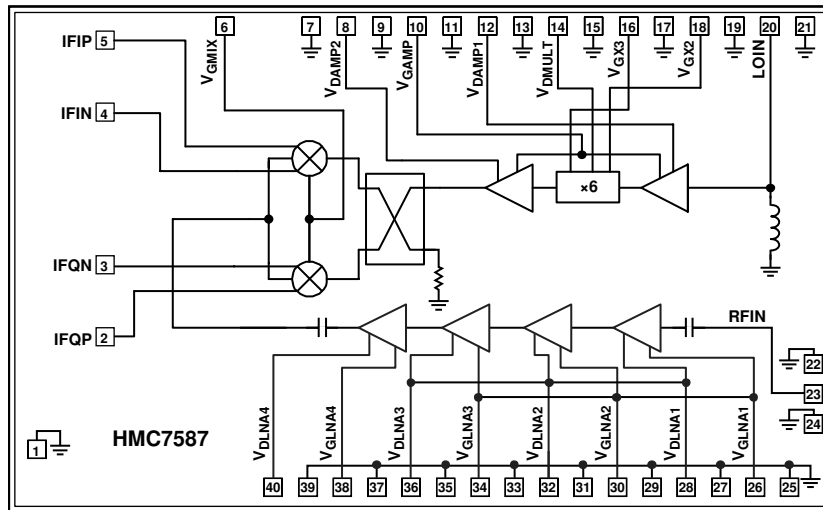 6 7 8 9 10 11 12 13 14 15 16 17 18 19 20 21
IFIP 5
VGMIX
VDAMP2
VGAMP
VDAMP1
VDMULT
VGX3
VGX2
LOIN
IFIN 4
×6
IFQN 3
IFQP 2
RFIN
22
23
24
1
HMC7587
VDLNA4
VGLNA4
VDLNA3
VGLNA3
VDLNA2
VGLNA2
VDLNA1
VGLNA1
40 39 38 37 36 35 34 33 32 31 30 29 28 27 26 25